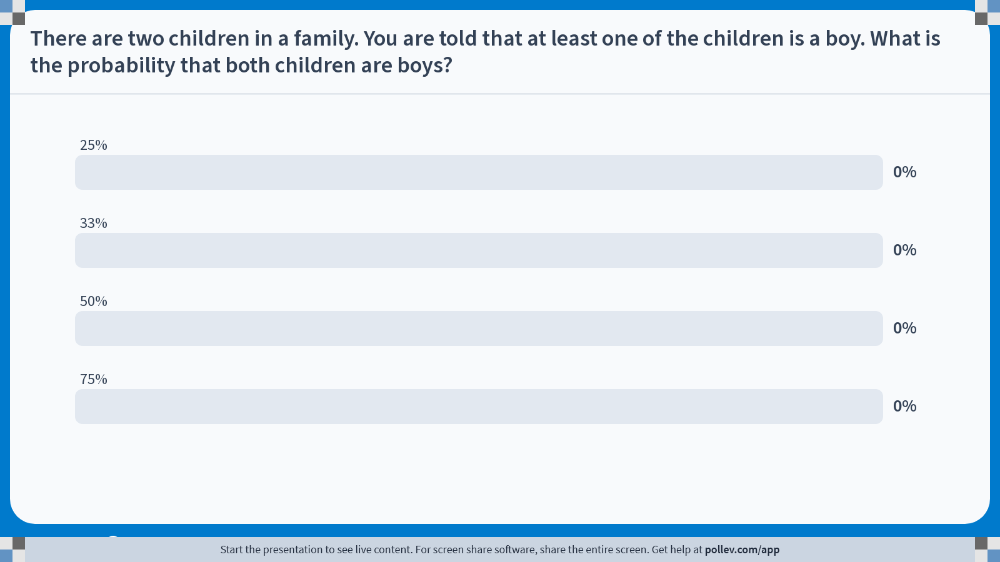 There are two children in a family. You are told that at least one of the children is a boy. What is
the probability that both children are boys?
25%
0%
33%
0%
50%
0%
75%
0%
Start the presentation to see live content. For screen share software, share the entire screen. Get help at pollev.com/app